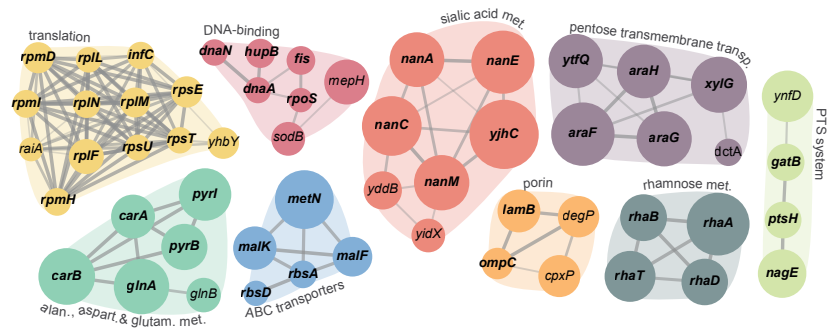 translation
rpmD
rplL
infC
rpsE
rpmI
rplN
rplM
raiA
rplF
rpsU
rpsT
yhbY
rpmH
DNA-binding
dnaN
hupB
fis
mepH
dnaA
rpoS
sodB
sialic acid met.
nanA
nanE
nanC
yjhC
yddB
nanM
yidX
pentose transmembrane transp.
ytfQ
araH
xylG
araF
araG
dctA
PTS system
ynfD
gatB
ptsH
nagE
pyrI
carA
pyrB
carB
glnA
glnB
alan., aspart.& glutam. met.
metN
malK
malF
rbsA
rbsD
ABC transporters
porin
lamB
degP
ompC
cpxP
rhamnose met.
rhaB
rhaA
rhaT
rhaD